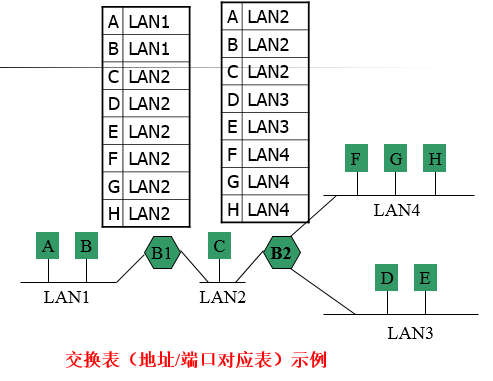 A LAN1
B LAN1
C LAN2
D LAN2
E LAN2
F LAN2
G LAN2
H LAN2
A LAN2
B LAN2
C LAN2
D LAN3
E LAN3
F LAN4
G LAN4
H LAN4
F G H
LAN4
A B B1 C B2
LAN1 LAN2
D E
LAN3
交换表（地址/端口对应表）示例